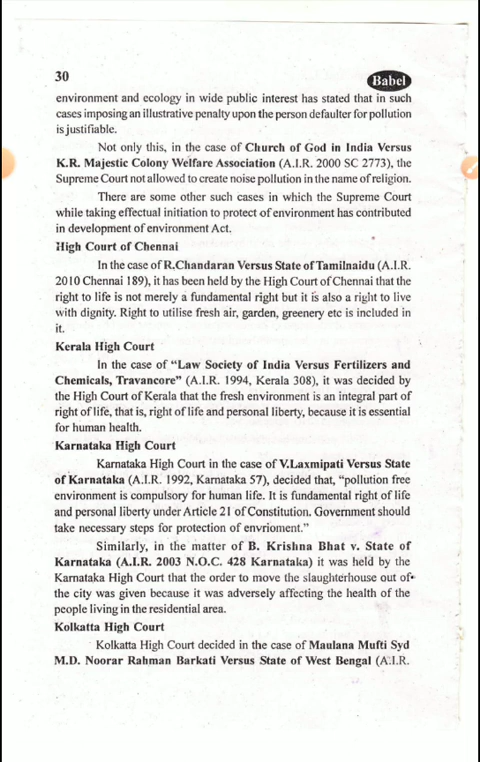 30
Babel
environment and ecology in wide public interest has stated that in such
cases imposing an illustrative penalty upon the person defaulter for pollution
is justifiable.
Not only this, in the case of Church of God in India Versus
K.R. Majestic Colony Welfare Association (A.I.R. 2000 SC 2773), the
Supreme Court not allowed to create noise pollution in the name of religion.
There are some other such cases in which the Supreme Court
while taking effectual initiation to protect of environment has contributed
in development of environment Act.
High Court of Chennai
In the case of R.Chandaran Versus State of Tamilnaidu (A.I.R.
2010 Chennai 189), it has been held by the High Court of Chennai that the
right to life is not merely a fundamental right but it is also a right to live
with dignity. Right to utilise fresh air, garden, greenery etc is included in
it.
Kerala High Court
In the case of “Law Society of India Versus Fertilizers and
Chemicals, Travancore” (A.I.R. 1994, Kerala 308), it was decided by
the High Court of Kerala that the fresh environment is an integral part of
right of life, that is, right of life and personal liberty, because it is essential
for human health.
Karnataka High Court
Karnataka High Court in the case of V.Laxmipati Versus State
of Karnataka (A.I.R. 1992, Karnataka 57), decided that, “pollution free
environment is compulsory for human life. It is fundamental right of life
and personal liberty under Article 21 of Constitution. Government should
take necessary steps for protection of envrioment.”
Similarly, in the matter of B. Krishna Bhat v. State of
Karnataka (A.I.R. 2003 N.O.C. 428 Karnataka) it was held by the
Karnataka High Court that the order to move the slaughterhouse out of
the city was given because it was adversely affecting the health of the
people living in the residential area.
Kolkatta High Court
Kolkatta High Court decided in the case of Maulana Mufti Syd
M.D. Noorar Rahman Barkati Versus State of West Bengal (A.I.R.